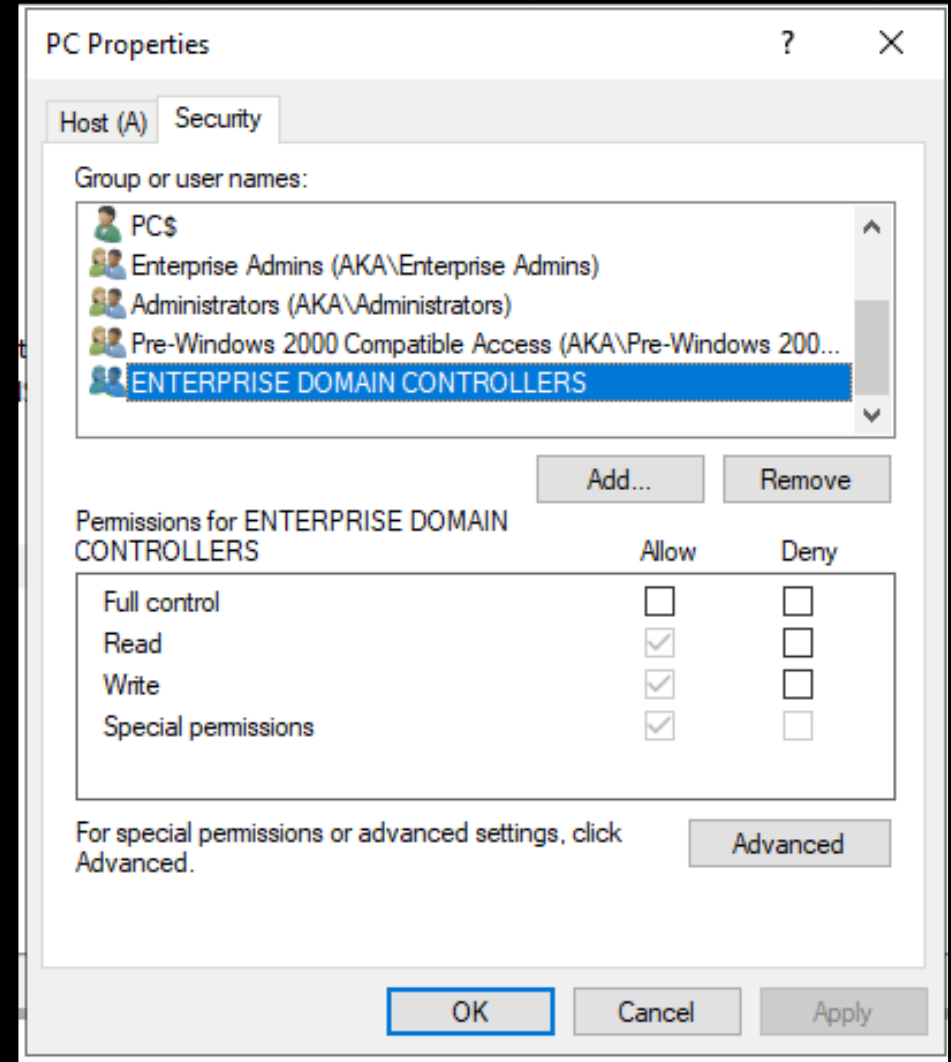 PC Properties
?
Host (A)
Security
Group or user names:
PC$
Enterprise Admins (AKA\Enterprise Admins)
Administrators (AKA\Administrators)
Pre-Windows 2000 Compatible Access (AKA\Pre-Windows 200...
ENTERPRISE DOMAIN CONTROLLERS
Add...
Remove
Permissions for ENTERPRISE DOMAIN
CONTROLLERS
Allow
Deny
Full control
Read
Write
Special permissions
For special permissions or advanced settings, click
Advanced.
Advanced
OK
Cancel
Apply